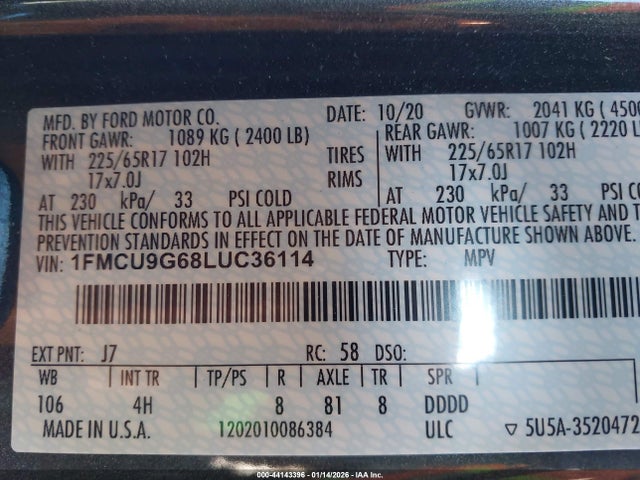 MFD. BY FORD MOTOR CO. DATE: 10/20 GVWR: 2041 KG ( 450
FRONT GAWR: 1089 KG ( 2400 LB) REAR GAWR: 1007 KG ( 2220 L
WITH 225/65R17 102H TIRES WITH 225/65R17 102H
17x7.0J RIMS 17x7.0J
AT 230 kPa/ 33 PSI COLD AT 230 kPa/ 33 PSI C
THIS VEHICLE CONFORMS TO ALL APPLICABLE FEDERAL MOTOR VEHICLE SAFETY AND T
PREVENTION STANDARDS IN EFFECT ON THE DATE OF MANUFACTURE SHOWN ABOVE.
VIN: 1FMCU9G68LUC36114 TYPE: MPV
EXT PNT: J7 RC: 58 DSO:
WB INT TR TP/PS R AXLE TR SPR
106 4H 8 81 8 DDDD
MADE IN U.S.A. 1202010086384 ULC ▽ 5U5A-3520472
000-44143396 - 01/14/2026 - IAA Inc.